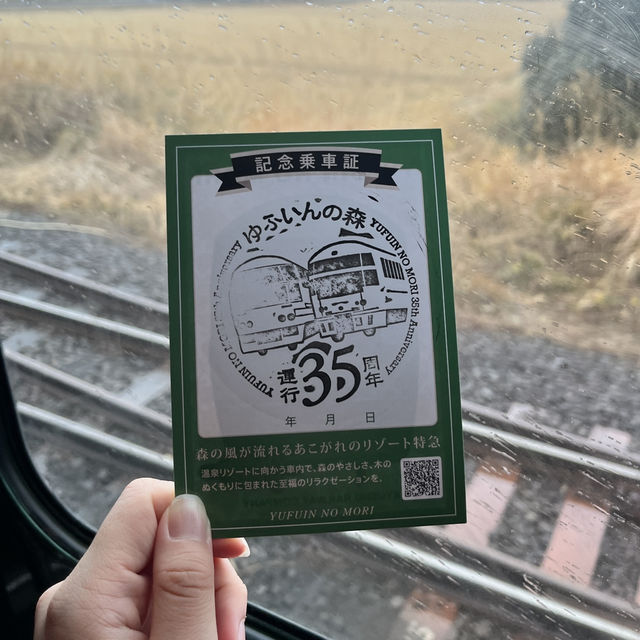 記念乗車証
ゆふいんの森
YUFUIN NO MORI 35th Anniversary
運行35周年
年 月 日
森の風が流れるあこがれのリゾート特急
温泉リゾートに向かう車内で、森のやさしさ、木の
ぬくもりに包まれた至福のリラクゼーションを。
YUFUIN NO MORI